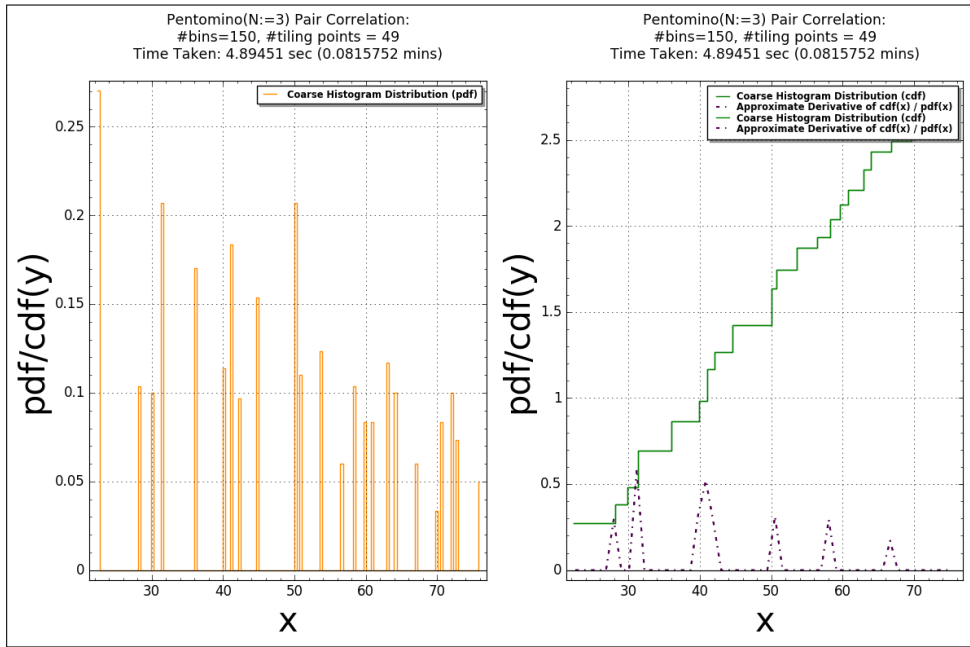 Pentomino(N:=3) Pair Correlation:
#bins=150, #tiling points = 49
Time Taken: 4.89451 sec (0.0815752 mins)
Coarse Histogram Distribution (pdf)
0.25
0.2
0.15
0.1
0.05
0
pdf/cdf(y)
30 40 50 60 70
x
Pentomino(N:=3) Pair Correlation:
#bins=150, #tiling points = 49
Time Taken: 4.89451 sec (0.0815752 mins)
Coarse Histogram Distribution (cdf)
Approximate Derivative of cdf(x) / pdf(x)
Coarse Histogram Distribution (cdf)
Approximate Derivative of cdf(x) / pdf(x)
2.5
2
1.5
1
0.5
0
pdf/cdf(y)
30 40 50 60 70
x